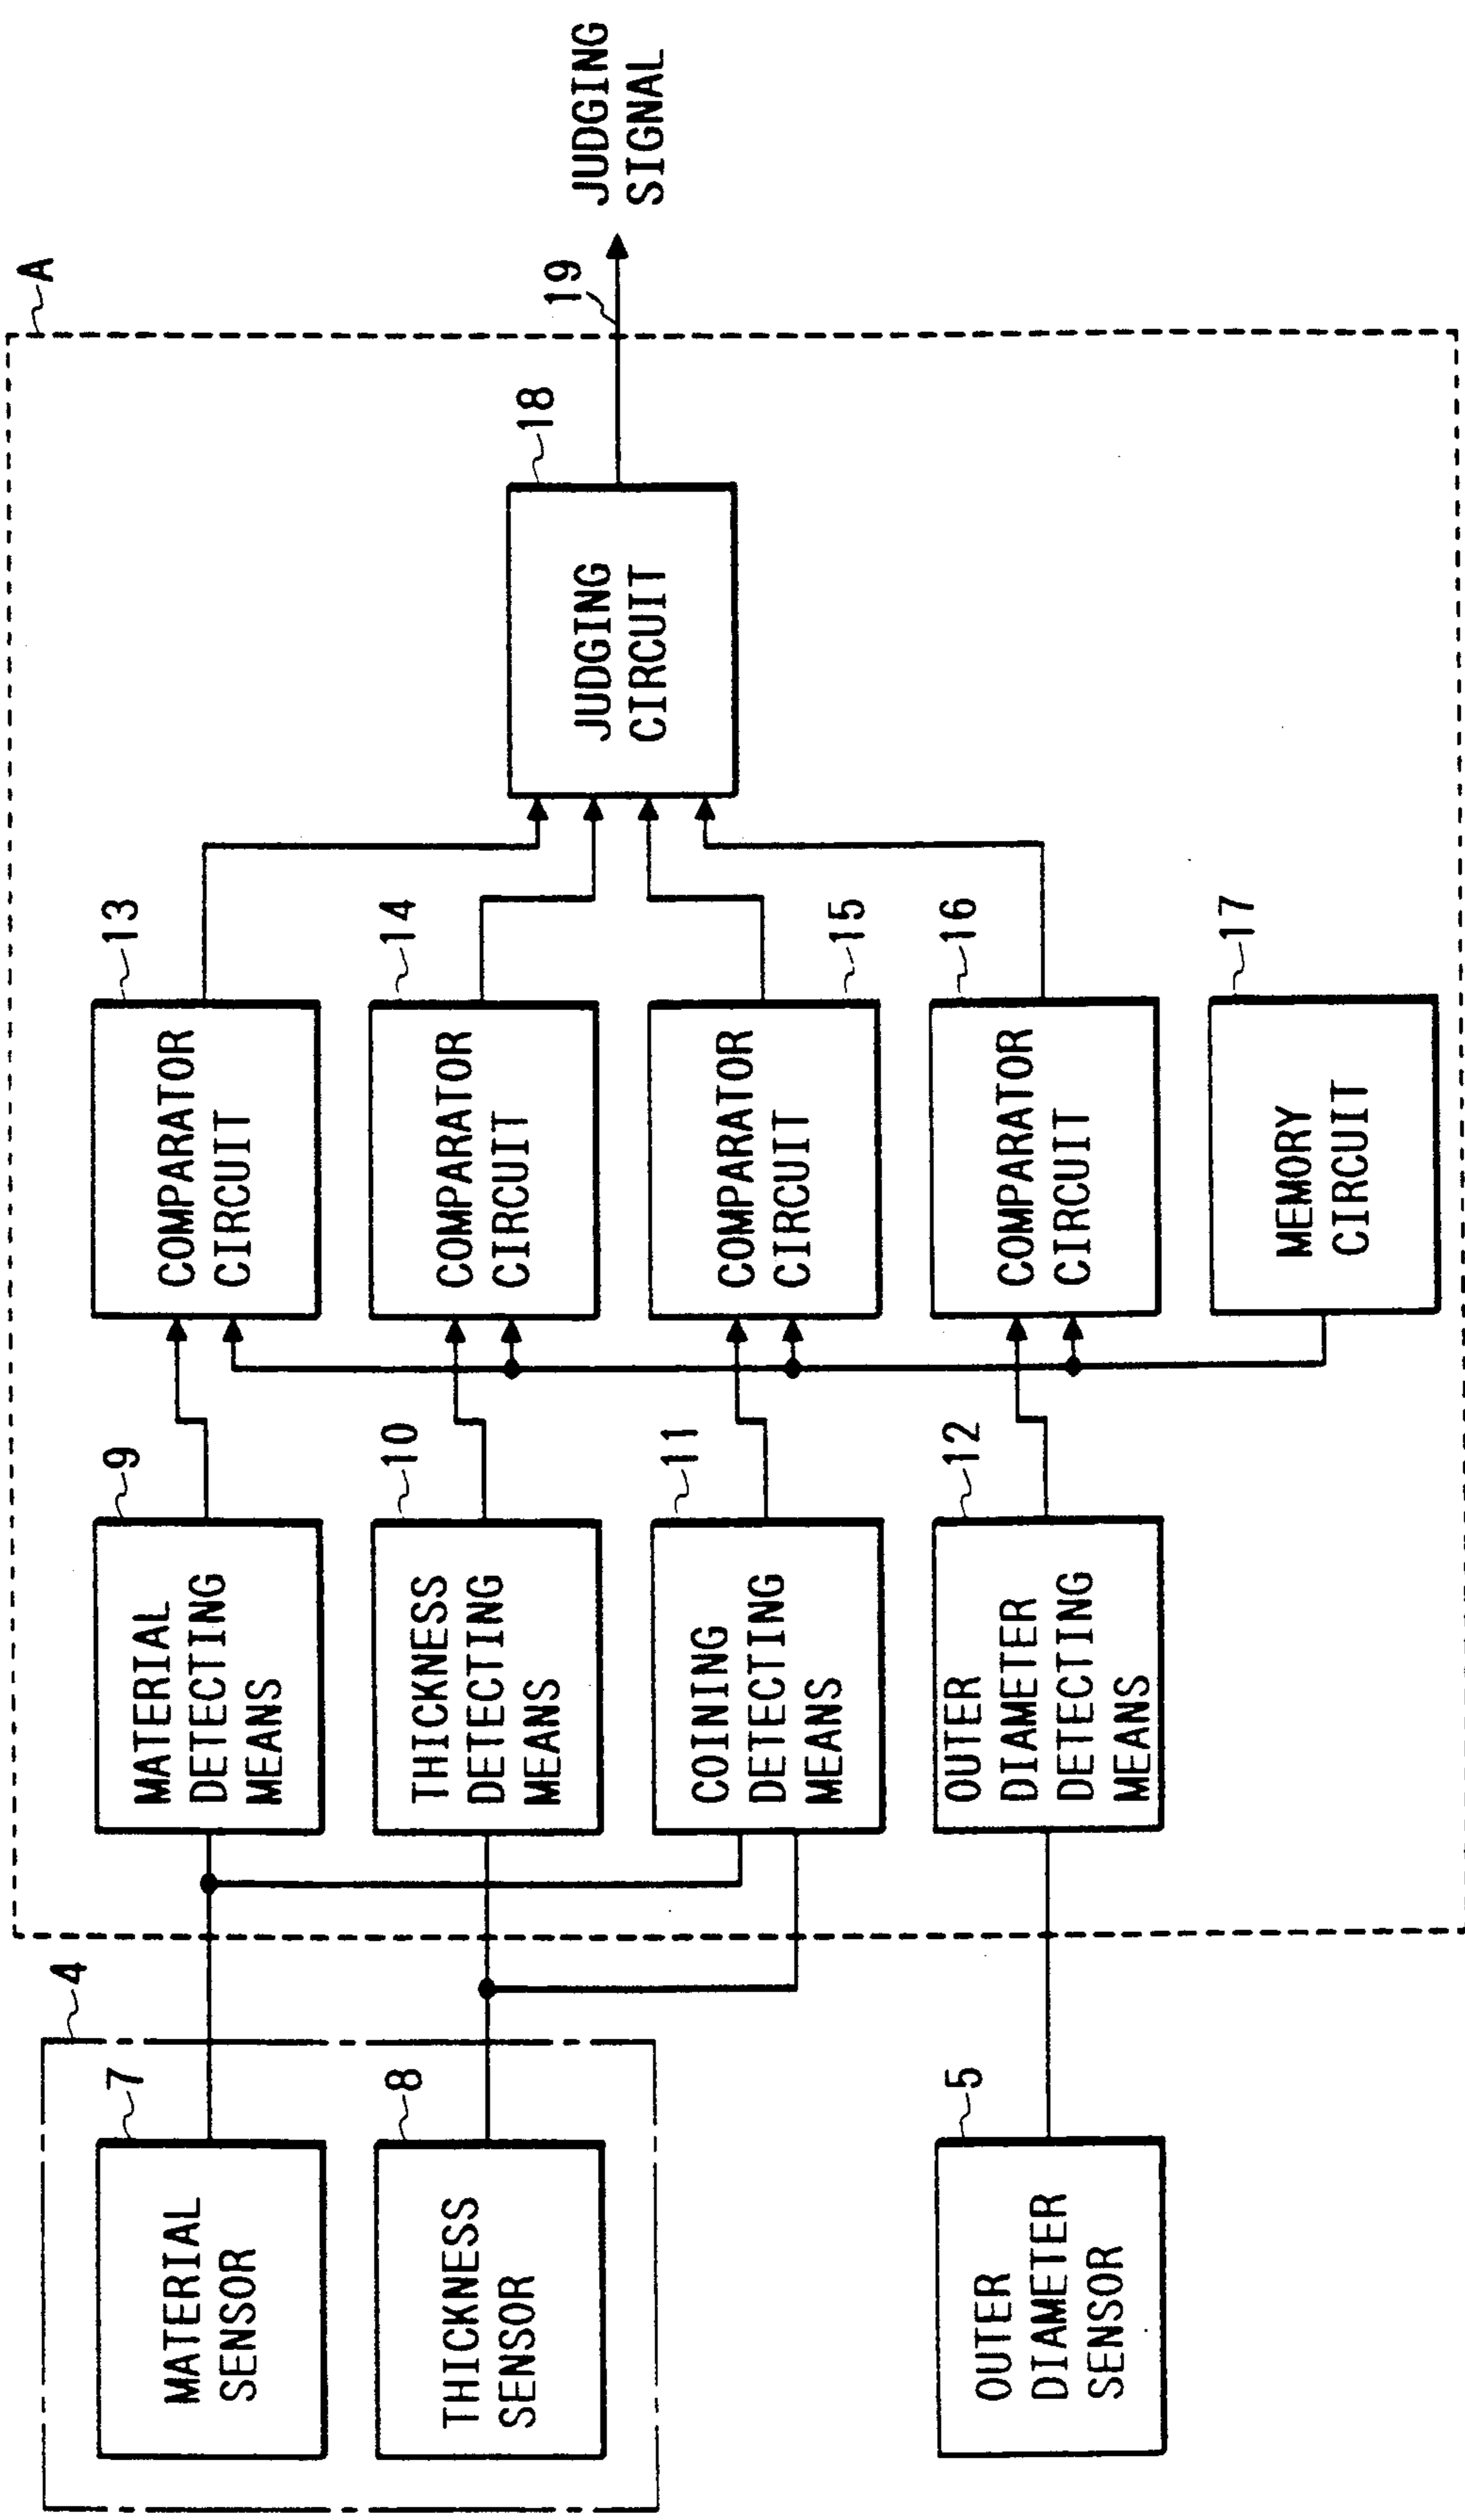 A
4
7
MATERIAL
SENSOR
8
THICKNESS
SENSOR
5
OUTER
DIAMETER
SENSOR
9
MATERIAL
DETECTING
MEANS
10
THICKNESS
DETECTING
MEANS
11
COINING
DETECTING
MEANS
12
OUTER
DIAMETER
DETECTING
MEANS
13
COMPARATOR
CIRCUIT
14
COMPARATOR
CIRCUIT
15
COMPARATOR
CIRCUIT
16
COMPARATOR
CIRCUIT
17
MEMORY
CIRCUIT
18
JUDGING
CIRCUIT
19
JUDGING
SIGNAL